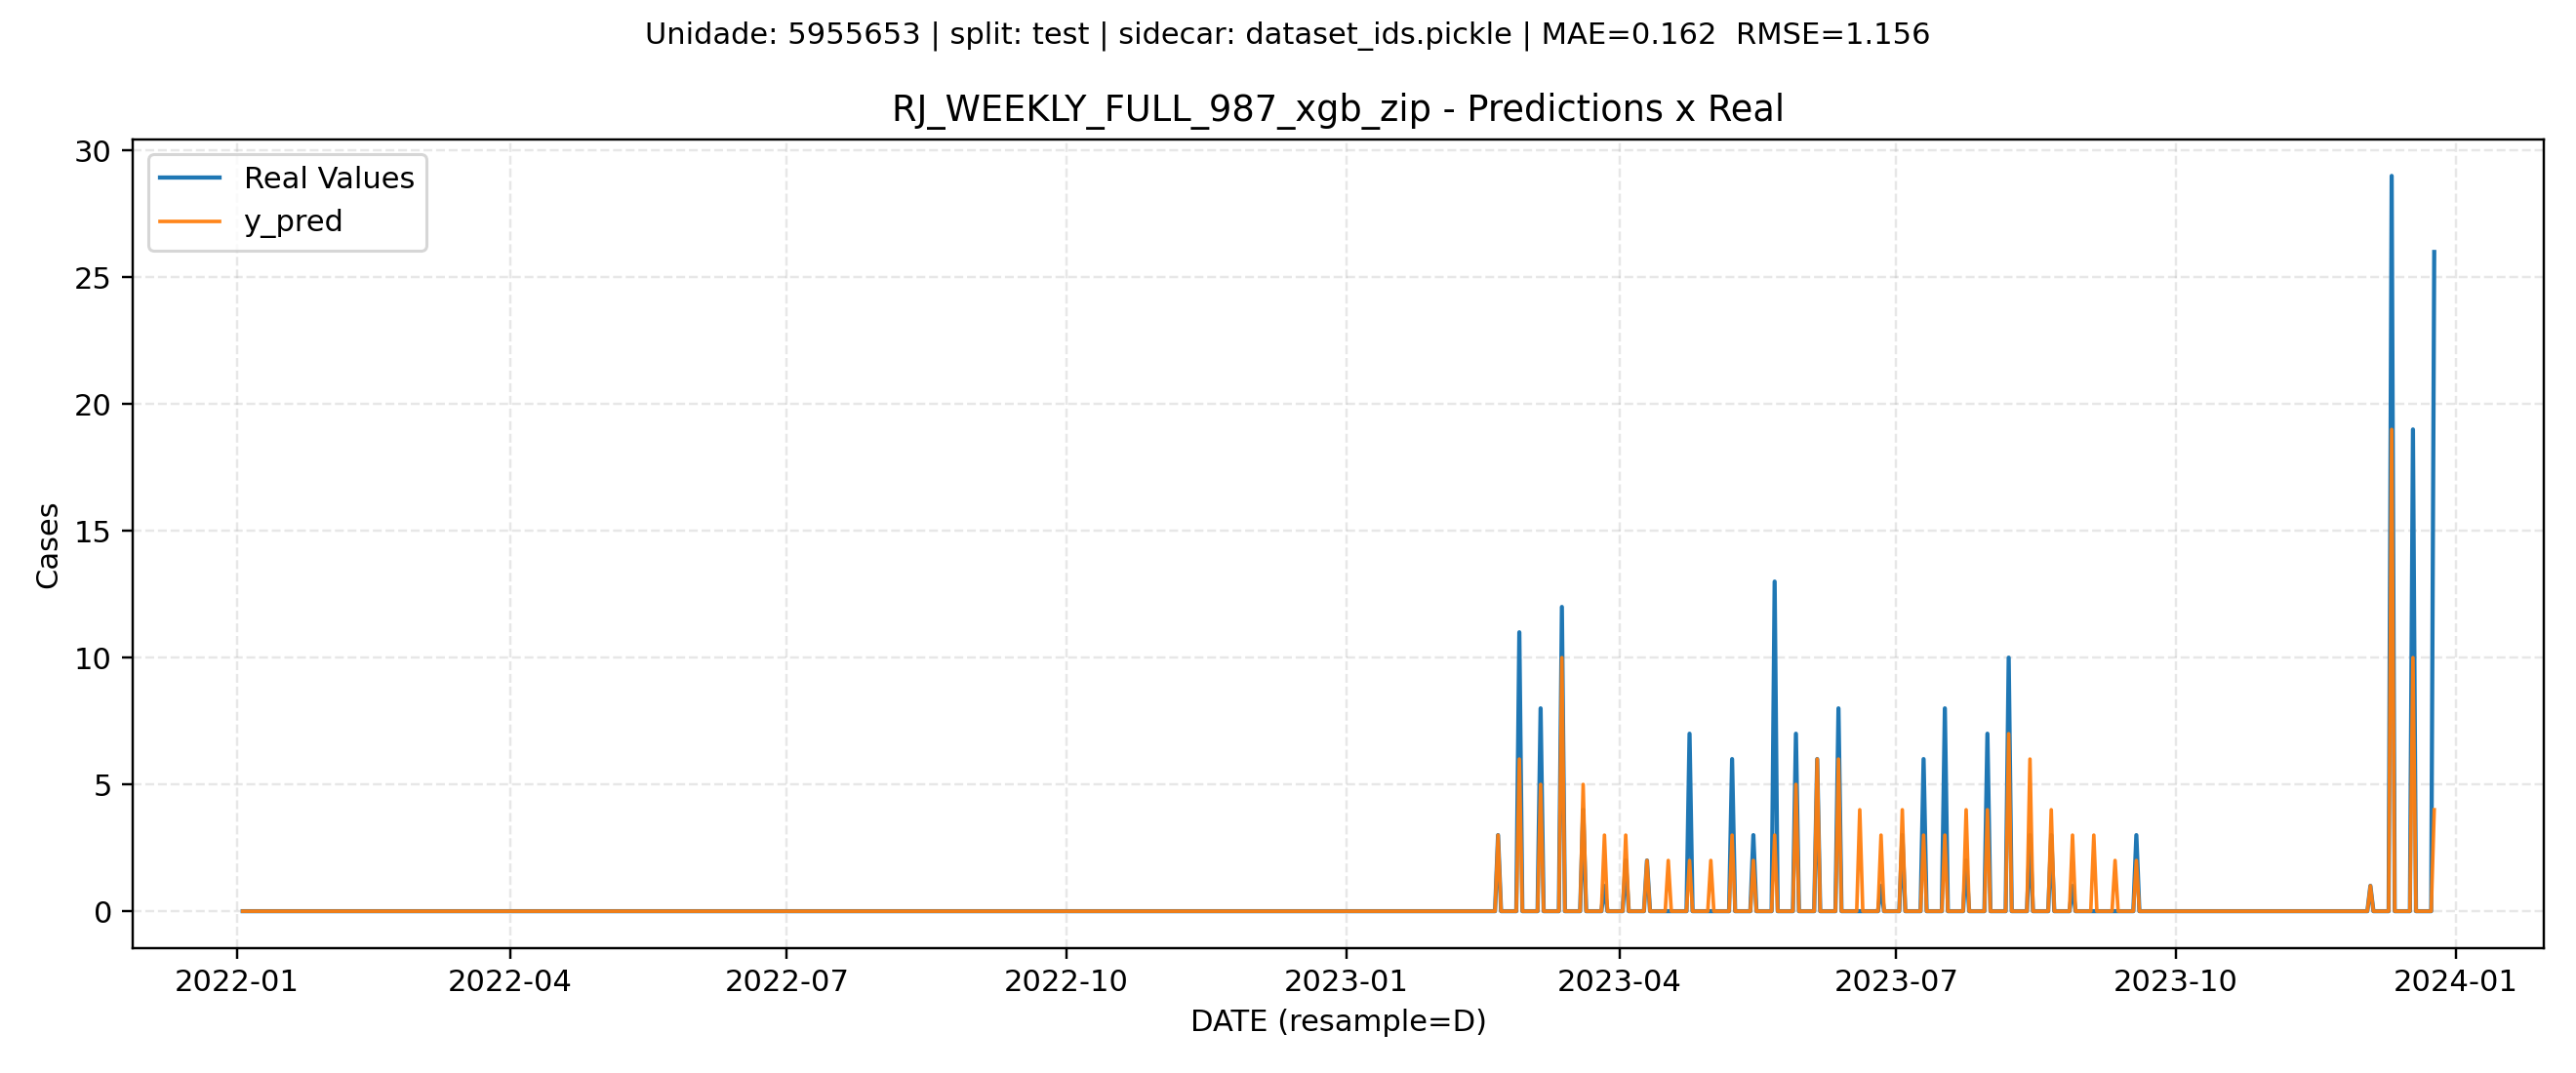 Unidade: 5955653 | split: test | sidecar: dataset_ids.pickle | MAE=0.162  RMSE=1.156
RJ_WEEKLY_FULL_987_xgb_zip - Predictions x Real
Real Values
y_pred
Cases
30
25
20
15
10
5
0
2022-01
2022-04
2022-07
2022-10
2023-01
2023-04
2023-07
2023-10
2024-01
DATE (resample=D)